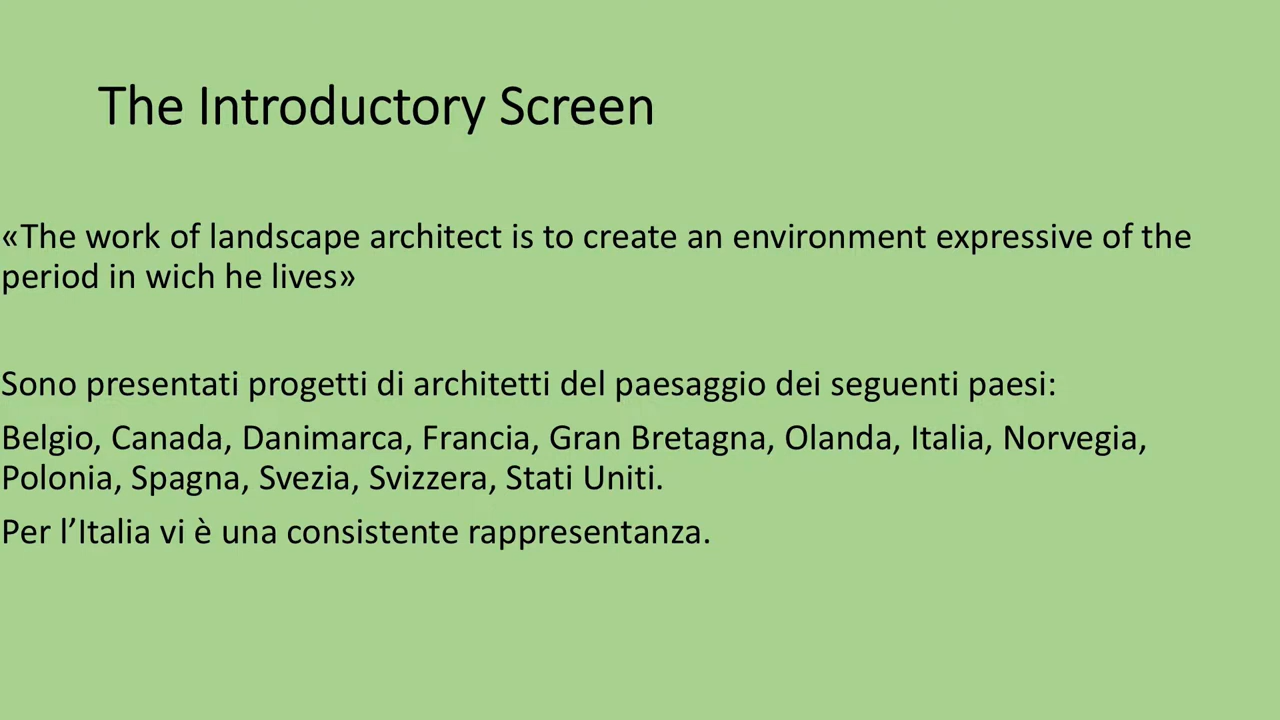 The Introductory Screen
«The work of landscape architect is to create an environment expressive of the
period in wich he lives»
Sono presentati progetti di architetti del paesaggio dei seguenti paesi:
Belgio, Canada, Danimarca, Francia, Gran Bretagna, Olanda, Italia, Norvegia,
Polonia, Spagna, Svezia, Svizzera, Stati Uniti.
Per l’Italia vi è una consistente rappresentanza.